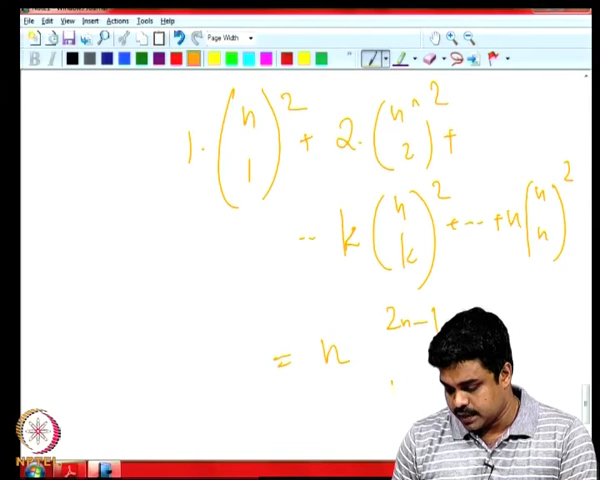 File Edit View Insert Actions Tools Help
Page Width
B I
1·(n 1)^2 + 2·(n 2)^2 +
-- k (n k)^2 + --- + n (n n)^2
= n 2n-1
NPTEL